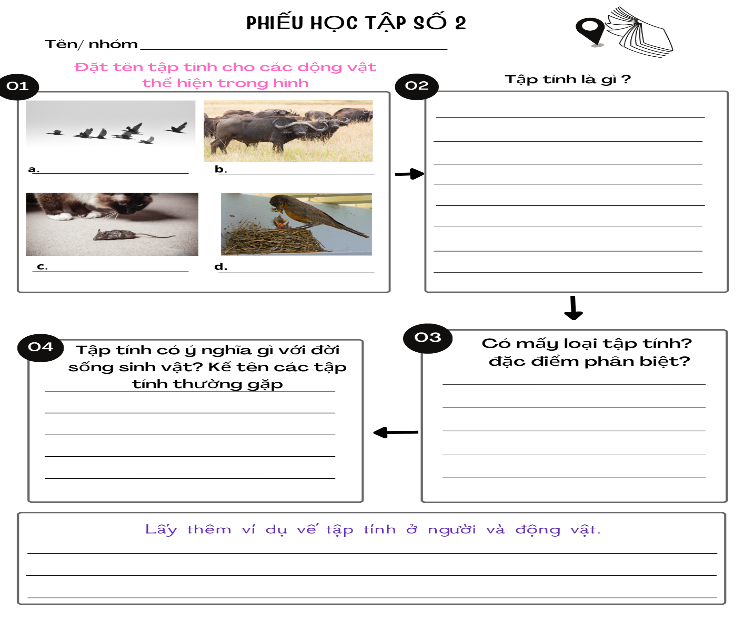 PHIẾU HỌC TẬP SỐ 2
Tên/ nhóm
01
Đặt tên tập tính cho các dộng vật
thể hiện trong hình
a.
b.
c.
d.
02
Tập tính là gì ?
03
Có mấy loại tập tính?
đặc điểm phân biệt?
04
Tập tính có ý nghĩa gì với đời
sống sinh vật? Kể tên các tập
tính thường gặp
Lấy thêm ví dụ về tập tính ở người và động vật.